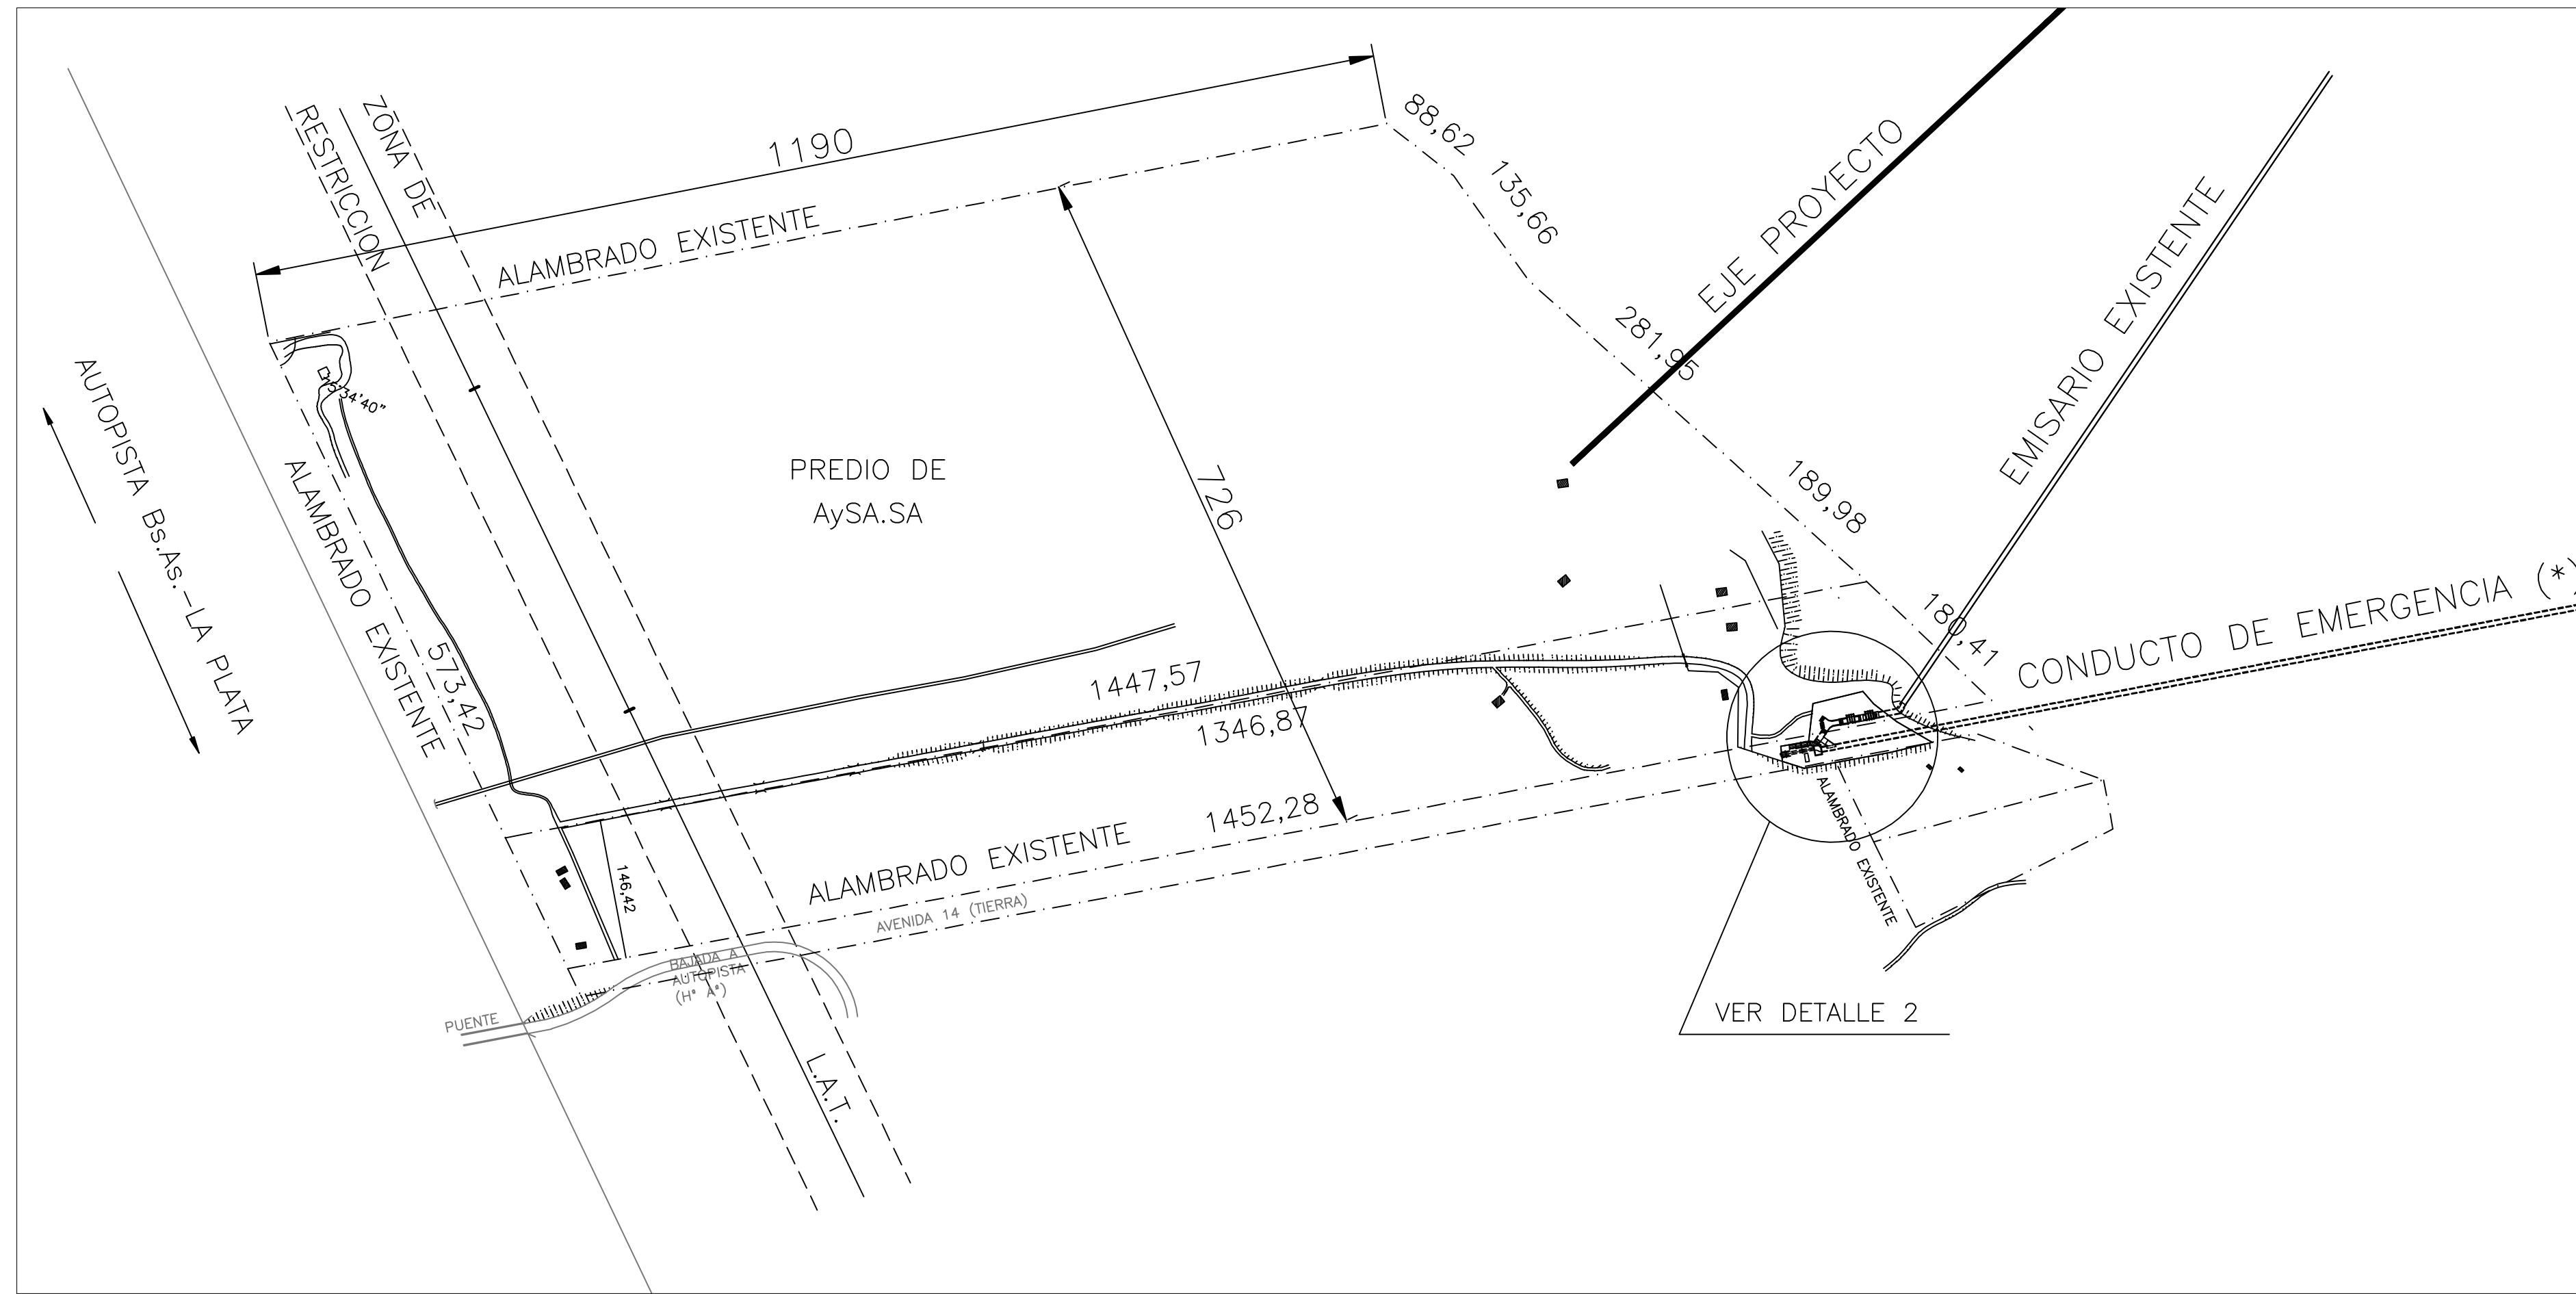 1190
88,62
135,66
ZONA DE
RESTRICCION
ALAMBRADO EXISTENTE
EJE PROYECTO
EMISARIO EXISTENTE
281,95
AUTOPISTA Bs.As.-LA PLATA
ALAMBRADO EXISTENTE
573,42
PREDIO DE
AySA.SA
726
189,98
CONDUCTO DE EMERGENCIA (*)
1447,57
1346,87
1452,28
ALAMBRADO EXISTENTE
AVENIDA 14 (TIERRA)
146,42
BAJADA A
AUTOPISTA
(Hº Aº)
PUENTE
L.A.T.
ALAMBRADO EXISTENTE
VER DETALLE 2